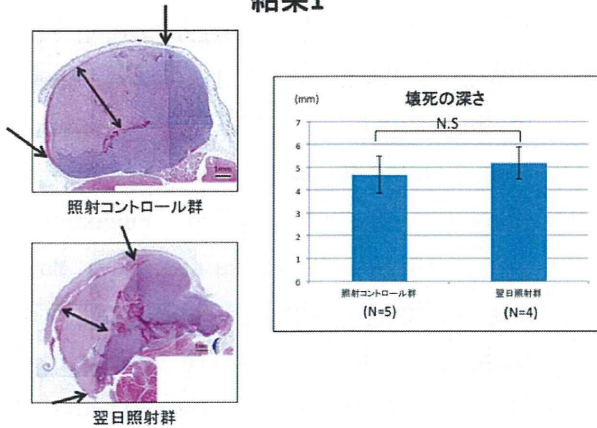 結果1
1mm
照射コントロール群
翌日照射群
(mm)
壊死の深さ
N.S
7
6
5
4
3
2
1
0
照射コントロール群
翌日照射群
(N=5)
(N=4)